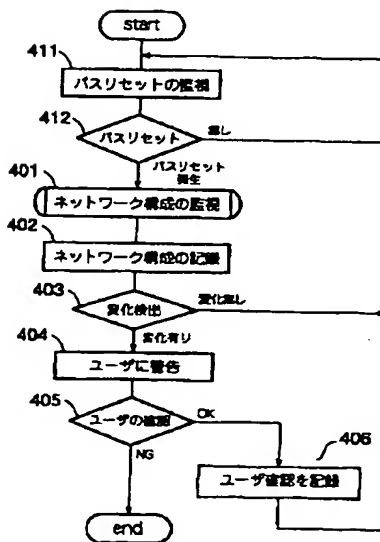 start
411
バスリセットの監視
412
バスリセット
無し
バスリセット
発生
401
ネットワーク構成の監視
402
ネットワーク構成の記録
403
変化検出
変化無し
変化有り
404
ユーザに警告
405
ユーザの確認
OK
NG
406
ユーザ確認を記録
end